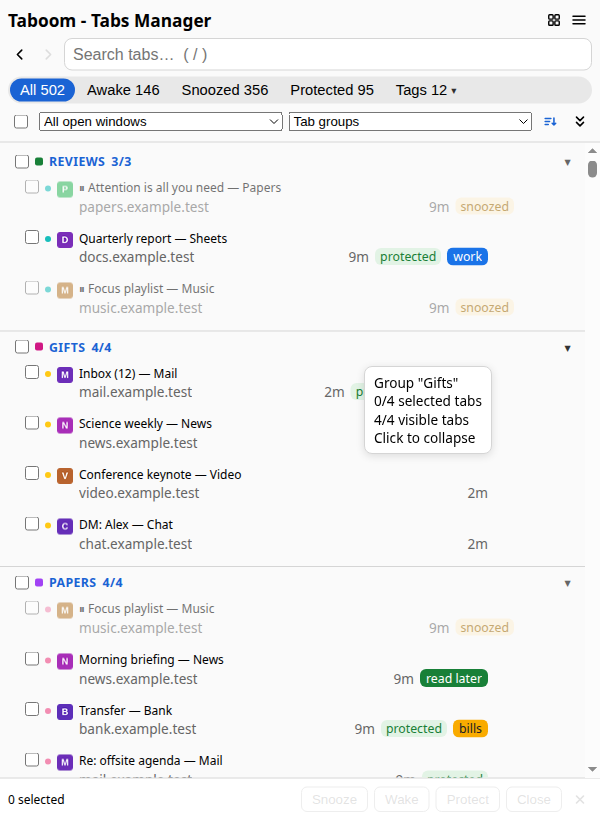 Taboom - Tabs Manager
Search tabs… ( / )
All 502 Awake 146 Snoozed 356 Protected 95 Tags 12 ▾
All open windows Tab groups
REVIEWS 3/3
P Attention is all you need — Papers
papers.example.test 9m snoozed
D Quarterly report — Sheets
docs.example.test 9m protected work
M Focus playlist — Music
music.example.test 9m snoozed
GIFTS 4/4
M Inbox (12) — Mail
mail.example.test 2m
Group "Gifts"
0/4 selected tabs
4/4 visible tabs
Click to collapse
N Science weekly — News
news.example.test
V Conference keynote — Video
video.example.test 2m
C DM: Alex — Chat
chat.example.test 2m
PAPERS 4/4
M Focus playlist — Music
music.example.test 9m snoozed
N Morning briefing — News
news.example.test 9m read later
B Transfer — Bank
bank.example.test 9m protected bills
M Re: offsite agenda — Mail
mail.example.test 9m protected
0 selected Snooze Wake Protect Close ✕